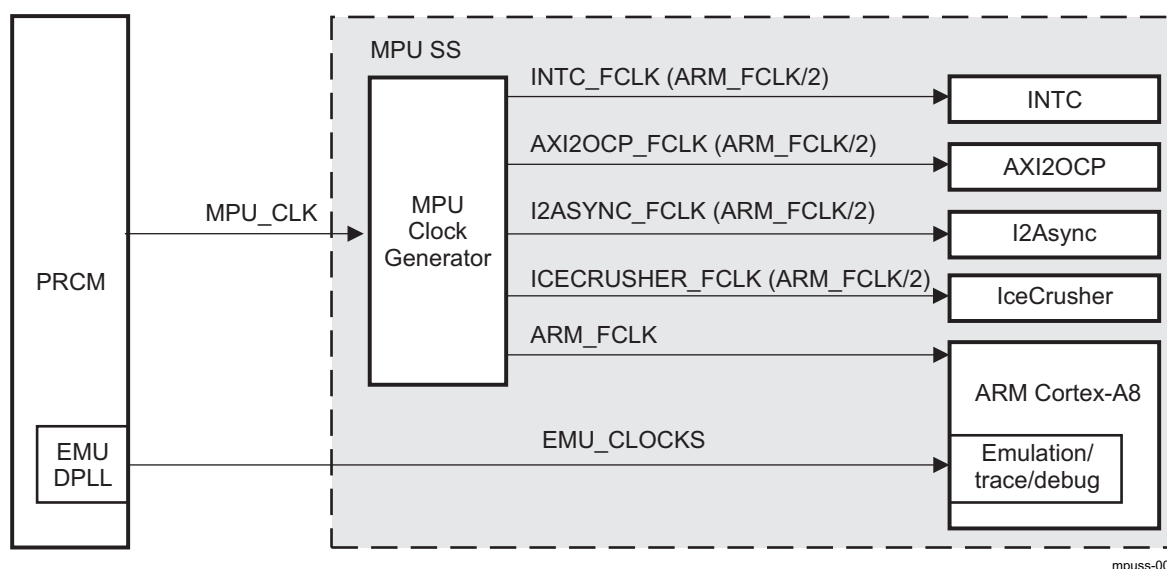 MPU SS
INTC_FCLK (ARM_FCLK/2)
INTC
AXI2OCP_FCLK (ARM_FCLK/2)
AXI2OCP
MPU_CLK
MPU
Clock
Generator
I2ASYNC_FCLK (ARM_FCLK/2)
I2Async
PRCM
ICECRUSHER_FCLK (ARM_FCLK/2)
IceCrusher
ARM_FCLK
ARM Cortex-A8
EMU
DPLL
EMU_CLOCKS
Emulation/
trace/debug